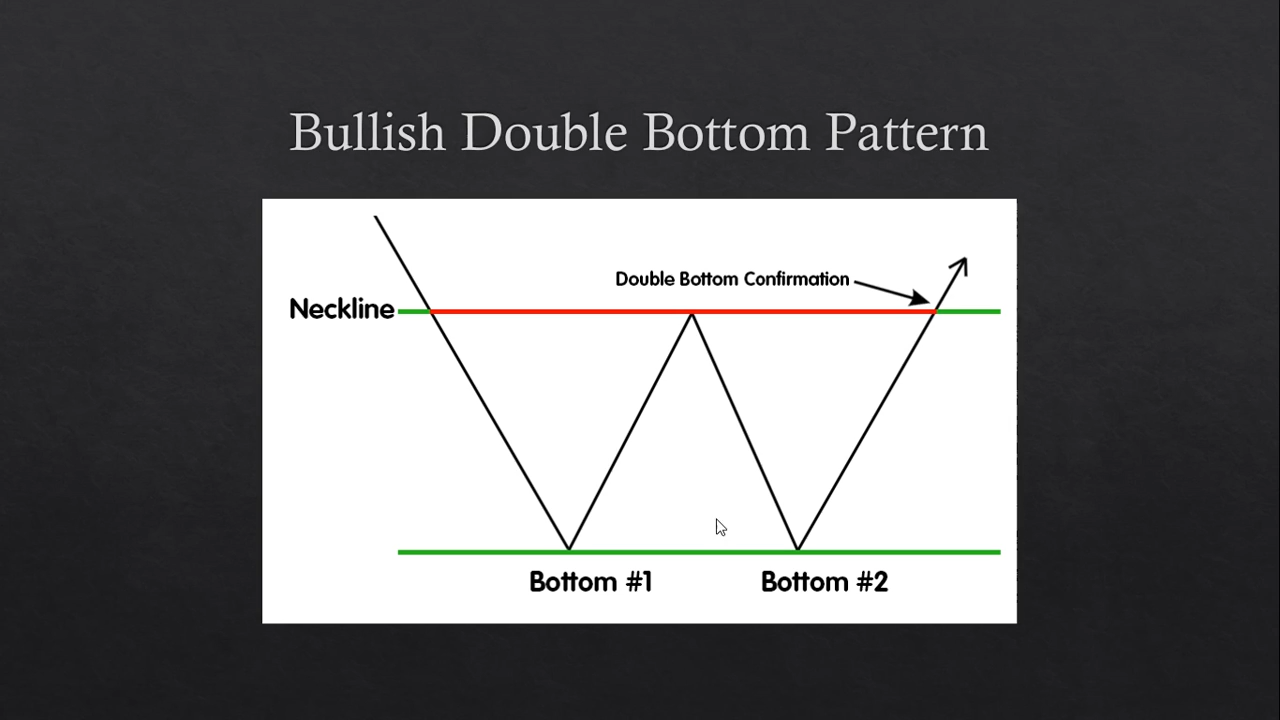 Bullish Double Bottom Pattern
Double Bottom Confirmation
Neckline
Bottom #1
Bottom #2